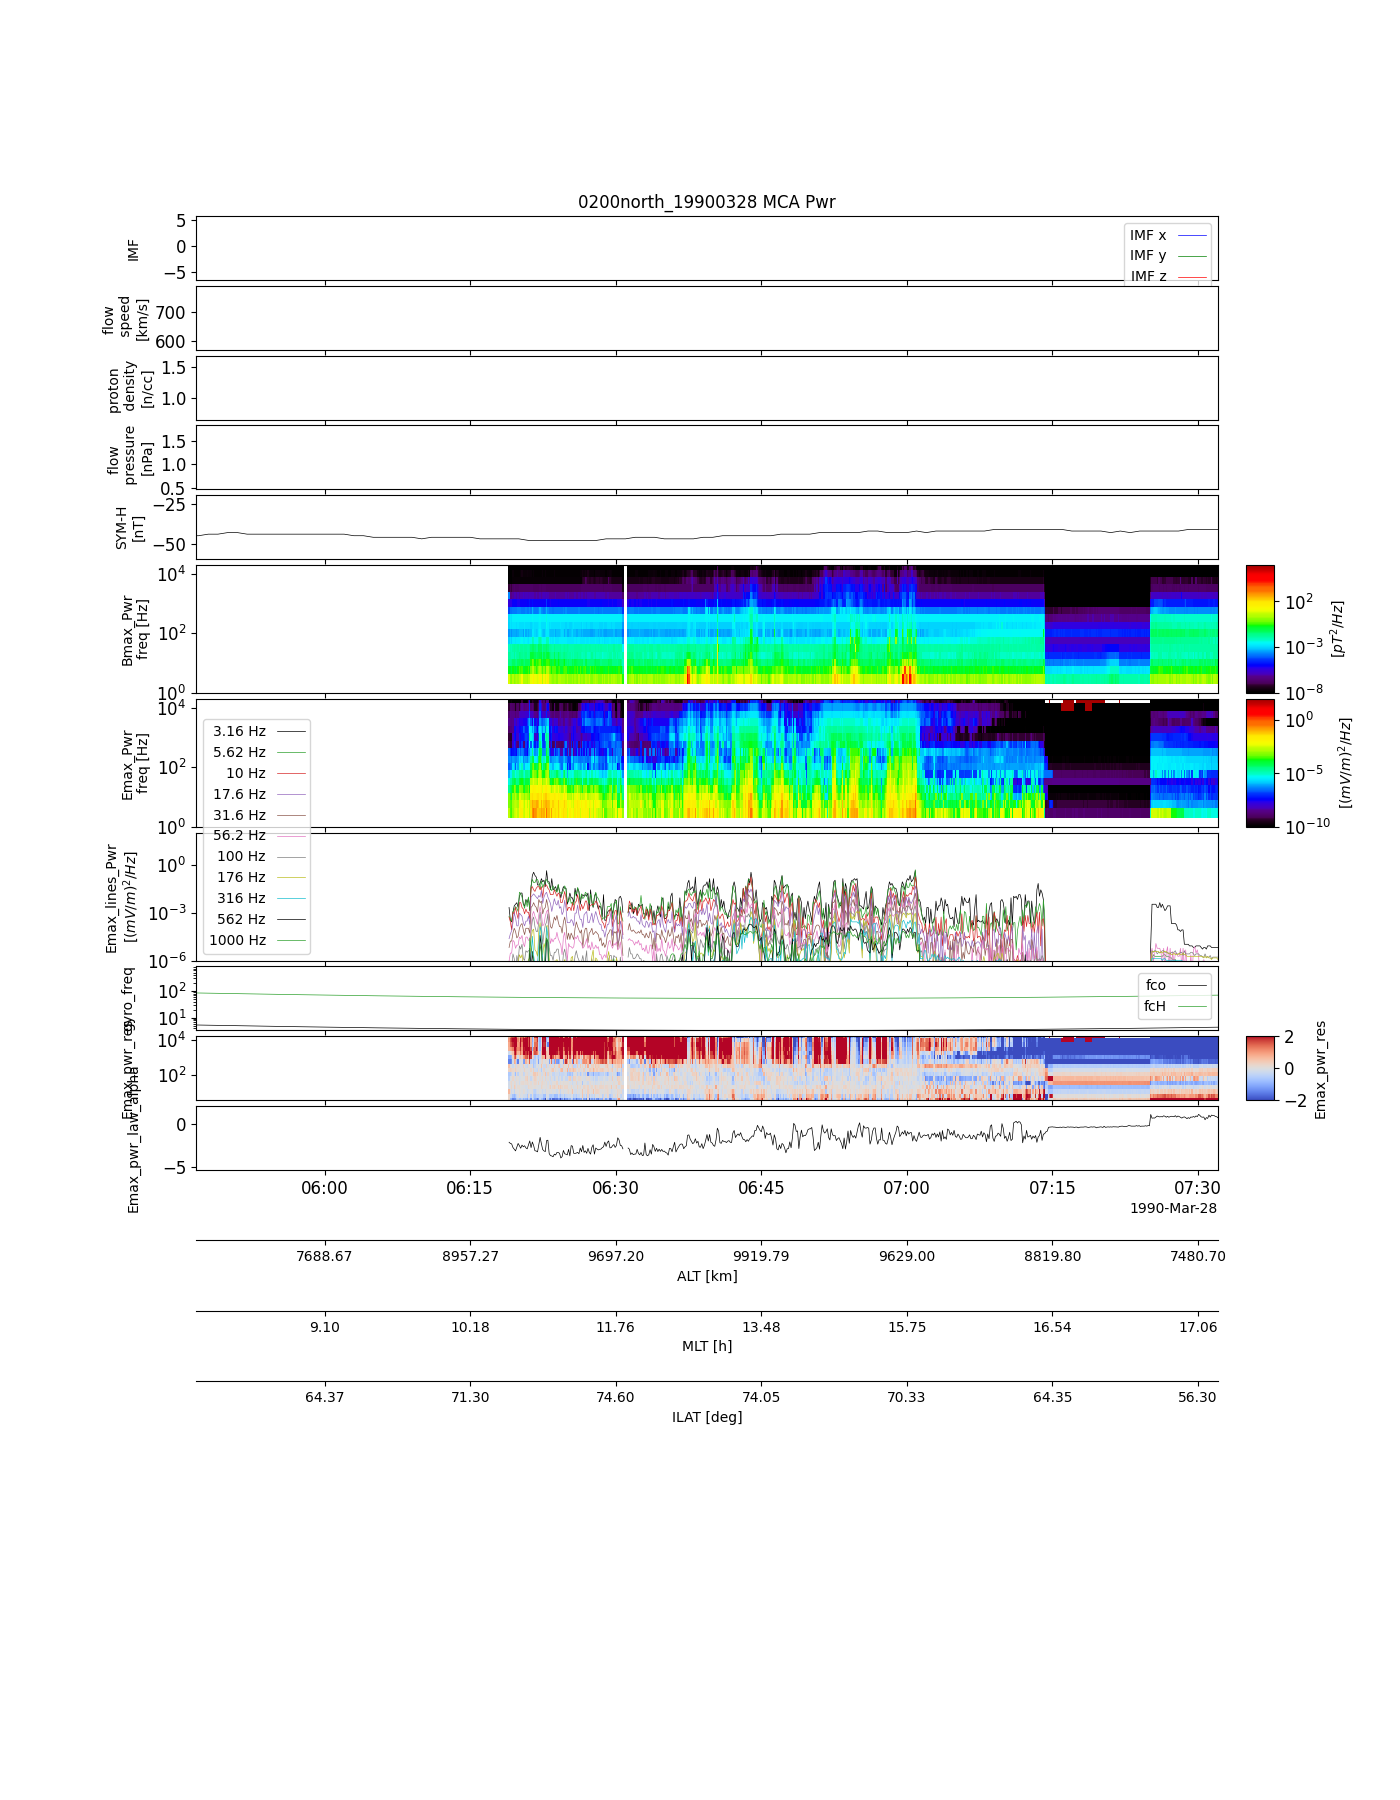 0200north_19900328 MCA Pwr
5
0
−5
IMF
IMF x
IMF y
IMF z
700
600
flow
speed
[km/s]
1.5
1.0
proton
density
[n/cc]
1.5
1.0
0.5
flow
pressure
[nPa]
−25
−50
SYM-H
[nT]
10^4
10^2
10^0
Bmax_Pwr
freq [Hz]
10^2
10^−3
10^−8
[pT^2/Hz]
10^4
10^2
10^0
Emax_Pwr
freq [Hz]
10^0
10^−5
10^−10
[(mV/m)^2/Hz]
3.16 Hz
5.62 Hz
10 Hz
17.6 Hz
31.6 Hz
56.2 Hz
100 Hz
176 Hz
316 Hz
562 Hz
1000 Hz
10^0
10^−3
10^−6
Emax_lines_Pwr
[(mV/m)^2/Hz]
10^2
10^1
gyro_freq
fco
fcH
10^4
10^2
Emax_pwr_res
2
0
−2
Emax_pwr_res
0
−5
Emax_pwr_law_alpha
06:00 06:15 06:30 06:45 07:00 07:15 07:30
1990-Mar-28
7688.67 8957.27 9697.20 9919.79 9629.00 8819.80 7480.70
ALT [km]
9.10 10.18 11.76 13.48 15.75 16.54 17.06
MLT [h]
64.37 71.30 74.60 74.05 70.33 64.35 56.30
ILAT [deg]